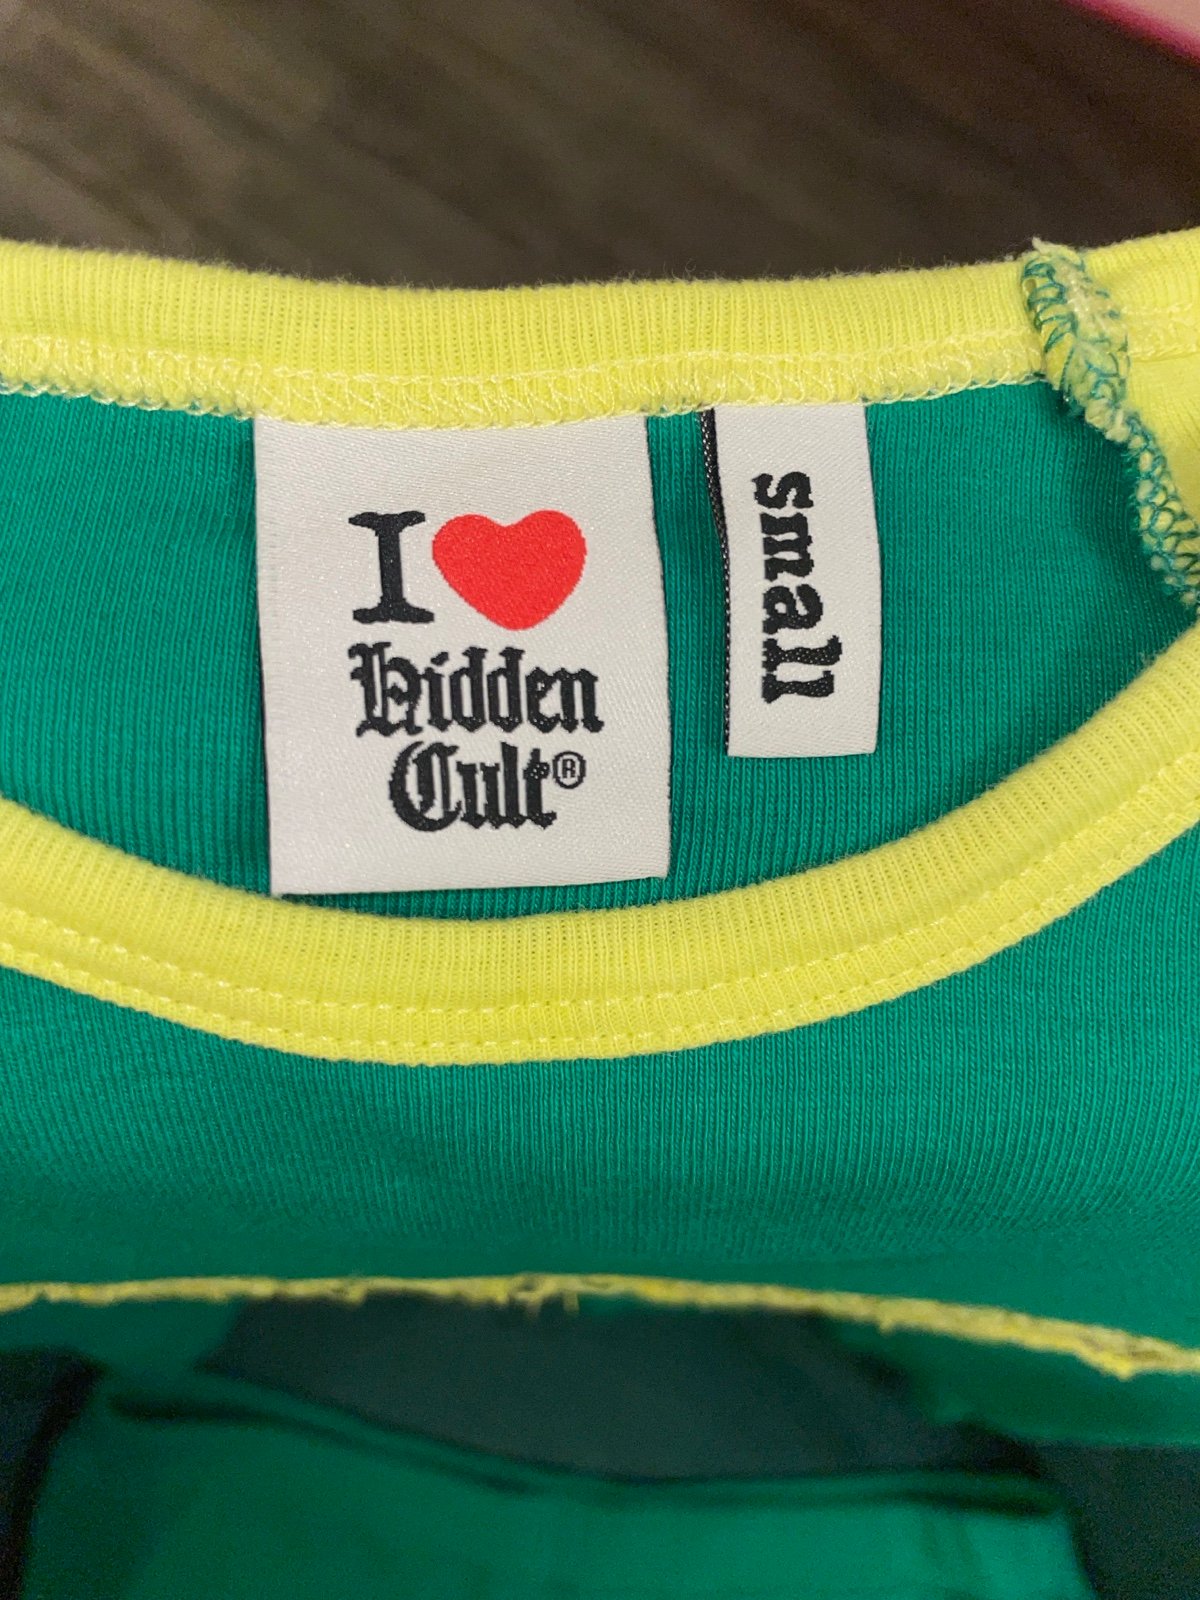 I ❤
hidden
Cult®
small